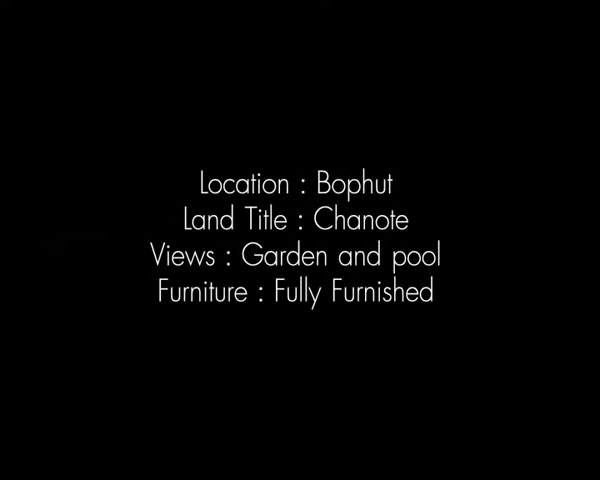 Location : Bophut
Land Title : Chanote
Views : Garden and pool
Furniture : Fully Furnished